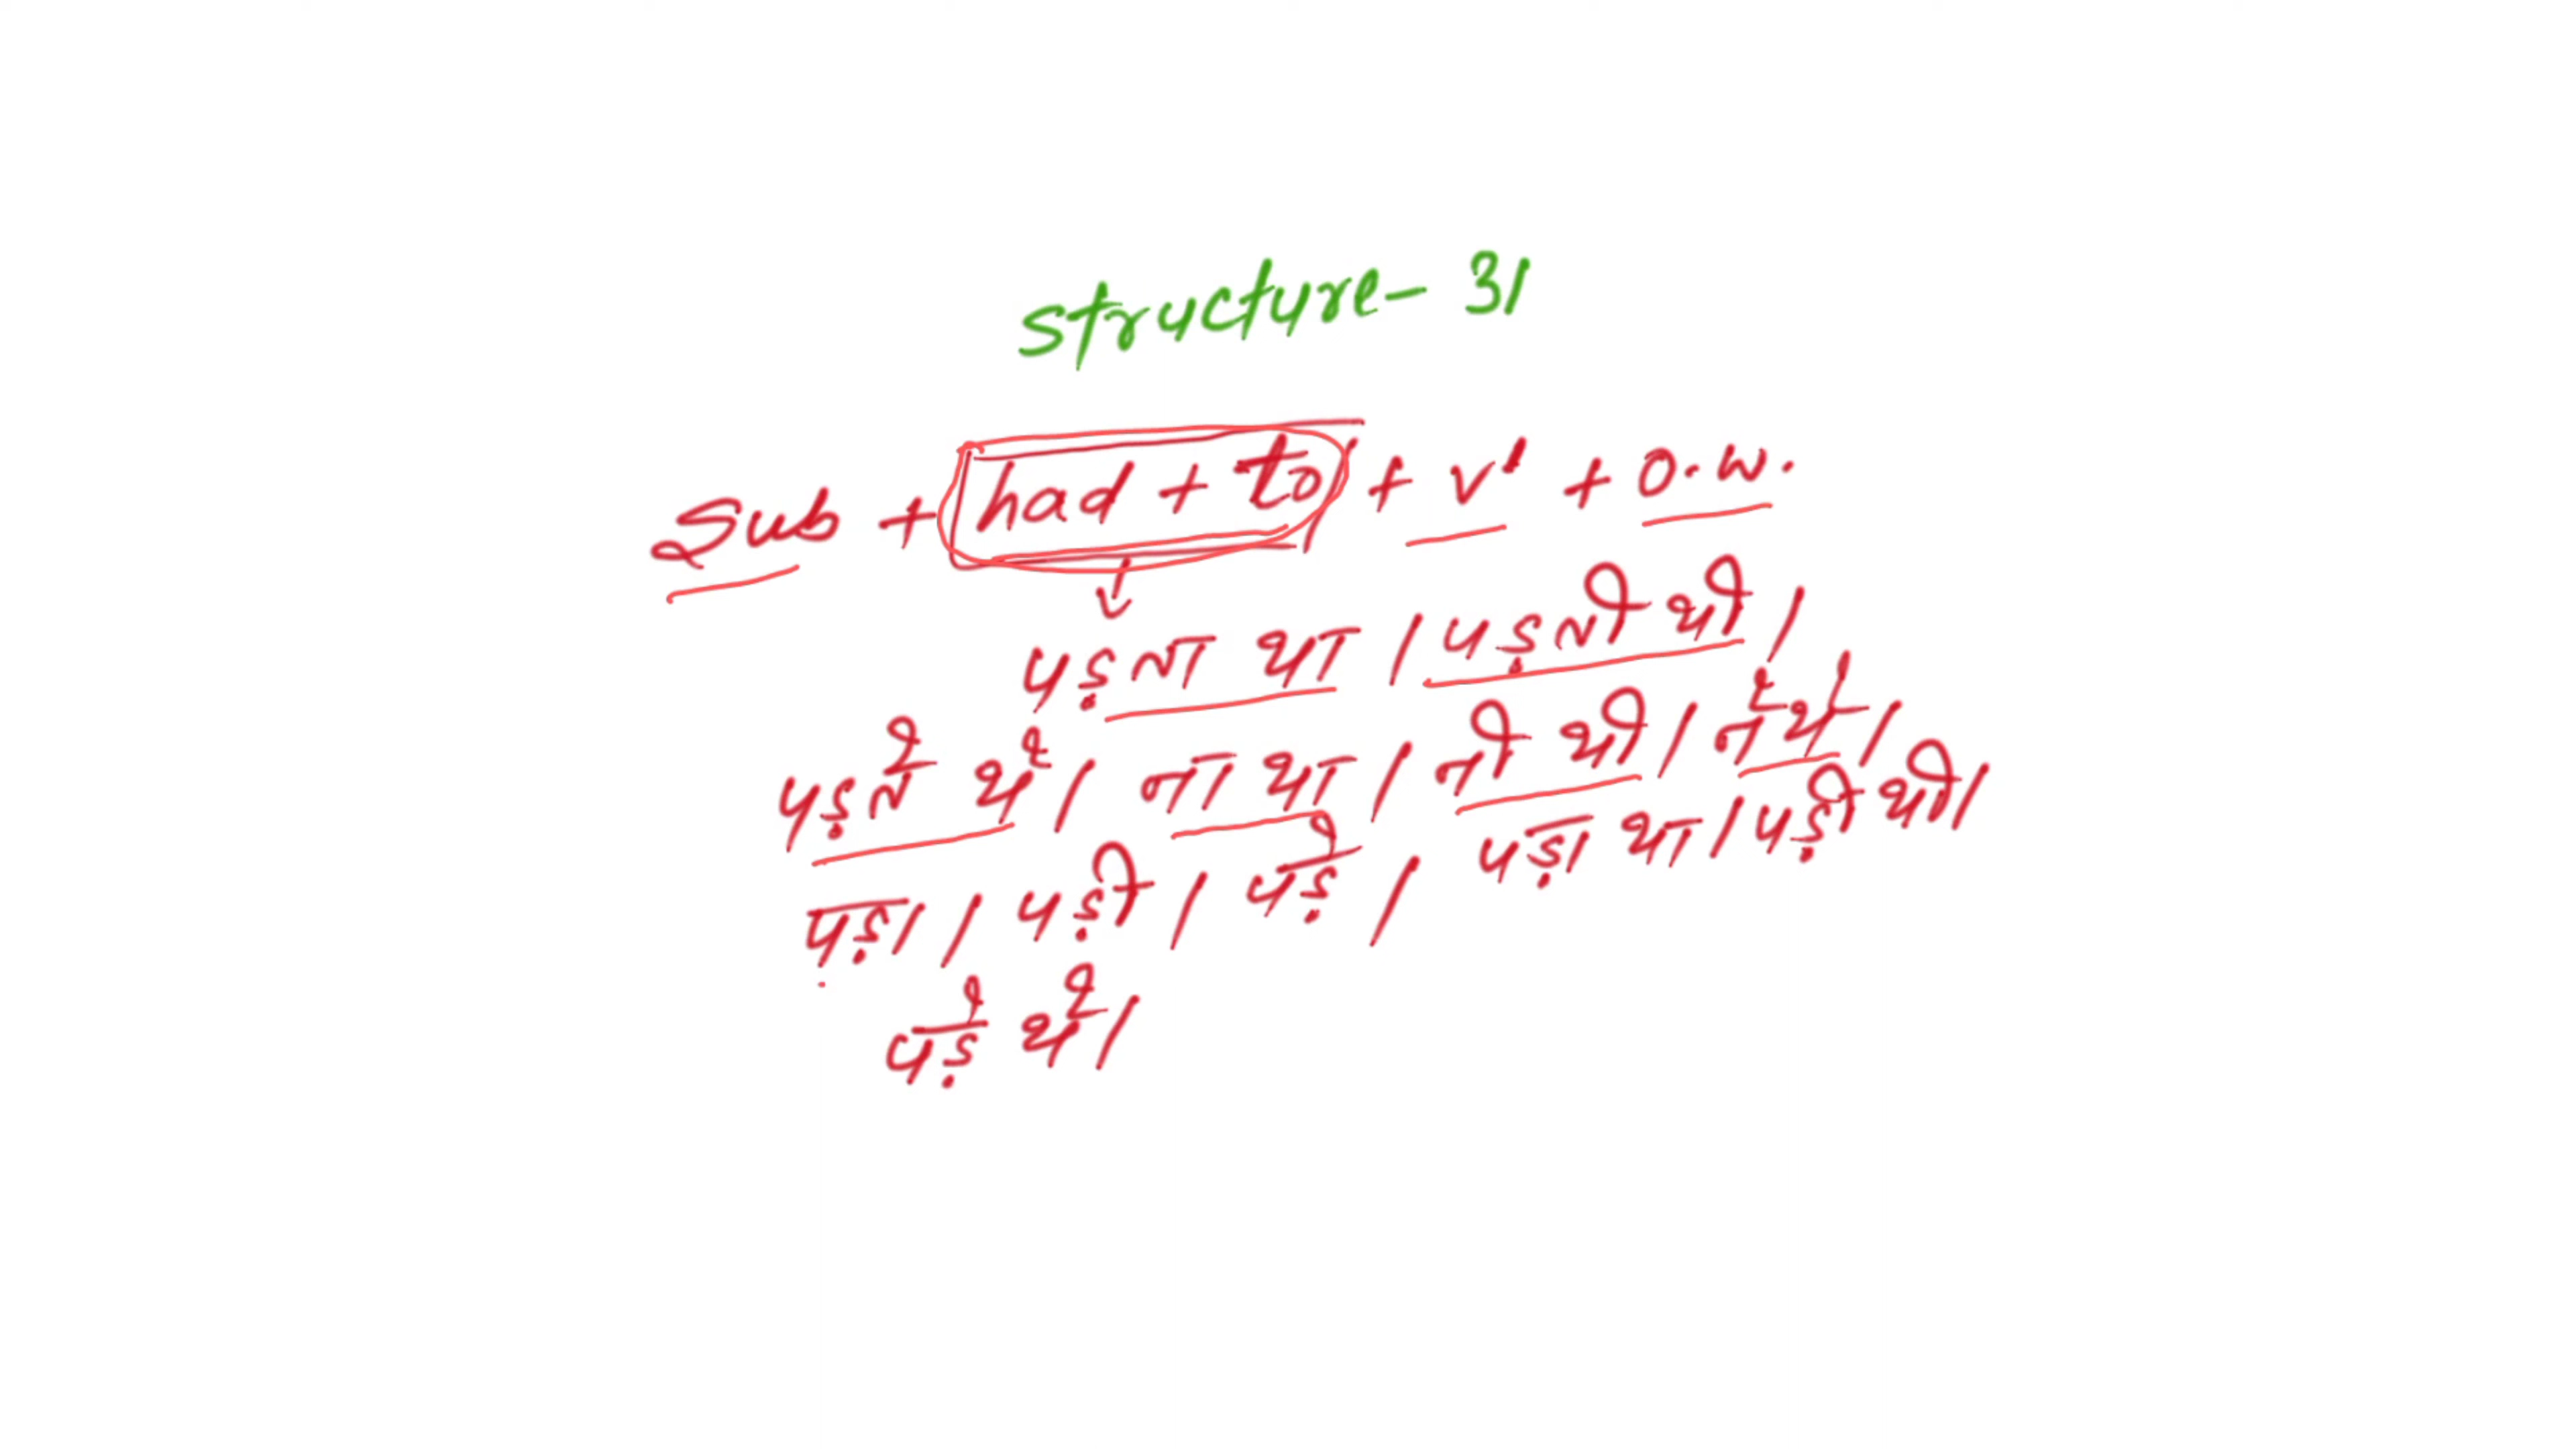 Structure- 31
Sub + had + to + v¹ + o.w.
पड़ना था / पड़नी थी /
पड़ने थे / ना था / नी थी / ने थे /
पड़ा / पड़ी / पड़े / पड़ा था / पड़ी थी /
पड़े थे /